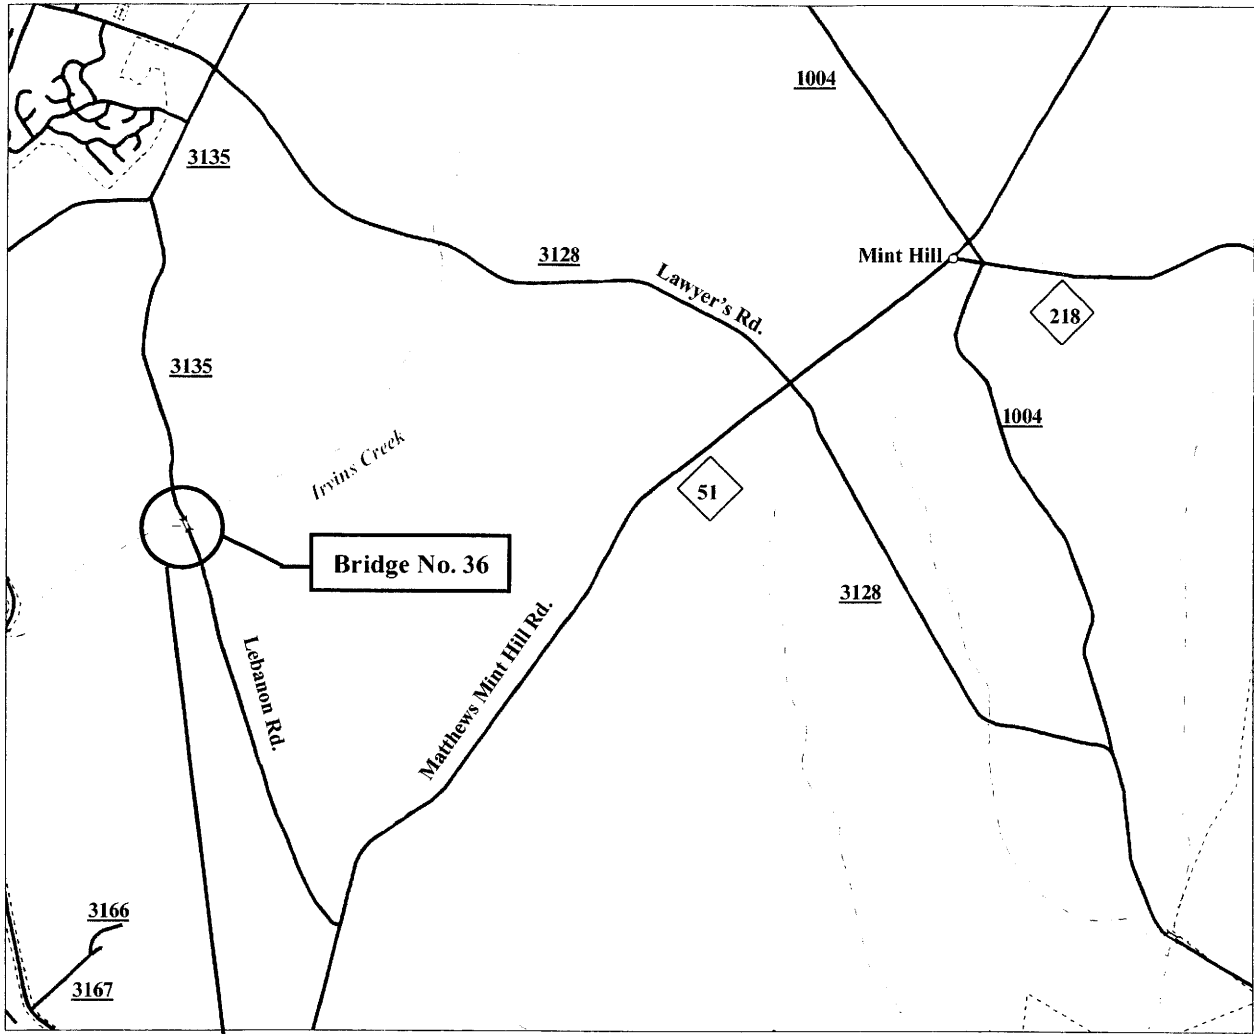 1004
3135
3128
Mint Hill
Lawyer's Rd.
218
3135
1004
Irvins Creek
51
Bridge No. 36
3128
Lebanon Rd.
Matthews Mint Hill Rd.
3166
3167